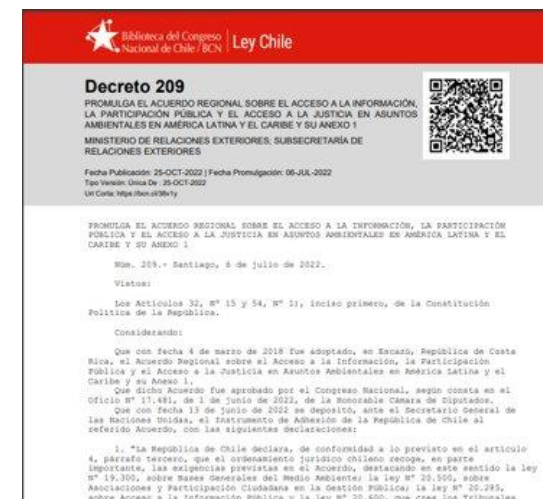 Biblioteca del Congreso
Nacional de Chile / BCN
Ley Chile
Decreto 209
PROMULGA EL ACUERDO REGIONAL SOBRE EL ACCESO A LA INFORMACIÓN,
LA PARTICIPACIÓN PÚBLICA Y EL ACCESO A LA JUSTICIA EN ASUNTOS
AMBIENTALES EN AMÉRICA LATINA Y EL CARIBE Y SU ANEXO 1
MINISTERIO DE RELACIONES EXTERIORES; SUBSECRETARÍA DE
RELACIONES EXTERIORES
Fecha Publicación: 25-OCT-2022 | Fecha Promulgación: 06-JUL-2022
Tipo Versión: Única De : 25-OCT-2022
Url Corta: https://bcn.cl/38v1y
PROMULGA EL ACUERDO REGIONAL SOBRE EL ACCESO A LA INFORMACIÓN, LA PARTICIPACIÓN
PÚBLICA Y EL ACCESO A LA JUSTICIA EN ASUNTOS AMBIENTALES EN AMÉRICA LATINA Y EL
CARIBE Y SU ANEXO 1
Núm. 209.- Santiago, 6 de julio de 2022.
Vistos:
Los Artículos 32, Nº 15 y 54, Nº 1), inciso primero, de la Constitución
Política de la República.
Considerando:
Que con fecha 4 de marzo de 2018 fue adoptado, en Escazú, República de Costa
Rica, el Acuerdo Regional sobre el Acceso a la Información, la Participación
Pública y el Acceso a la Justicia en Asuntos Ambientales en América Latina y el
Caribe y su Anexo 1.
Que dicho Acuerdo fue aprobado por el Congreso Nacional, según consta en el
Oficio Nº 17.481, de 1 de junio de 2022, de la Honorable Cámara de Diputados.
Que con fecha 13 de junio de 2022 se depositó, ante el Secretario General de
las Naciones Unidas, el Instrumento de Adhesión de la República de Chile al
referido Acuerdo, con las siguientes declaraciones:
1. "La República de Chile declara, de conformidad a lo previsto en el artículo
4, párrafo tercero, que el ordenamiento jurídico chileno recoge, en parte
importante, las exigencias previstas en el Acuerdo, destacando en este sentido la ley
Nº 19.300, sobre Bases Generales del Medio Ambiente; la ley Nº 20.500, sobre
Asociaciones y Participación Ciudadana en la Gestión Pública; la ley Nº 20.285,
sobre Acceso a la Información Pública y la ley Nº 20.600, que crea los Tribunales